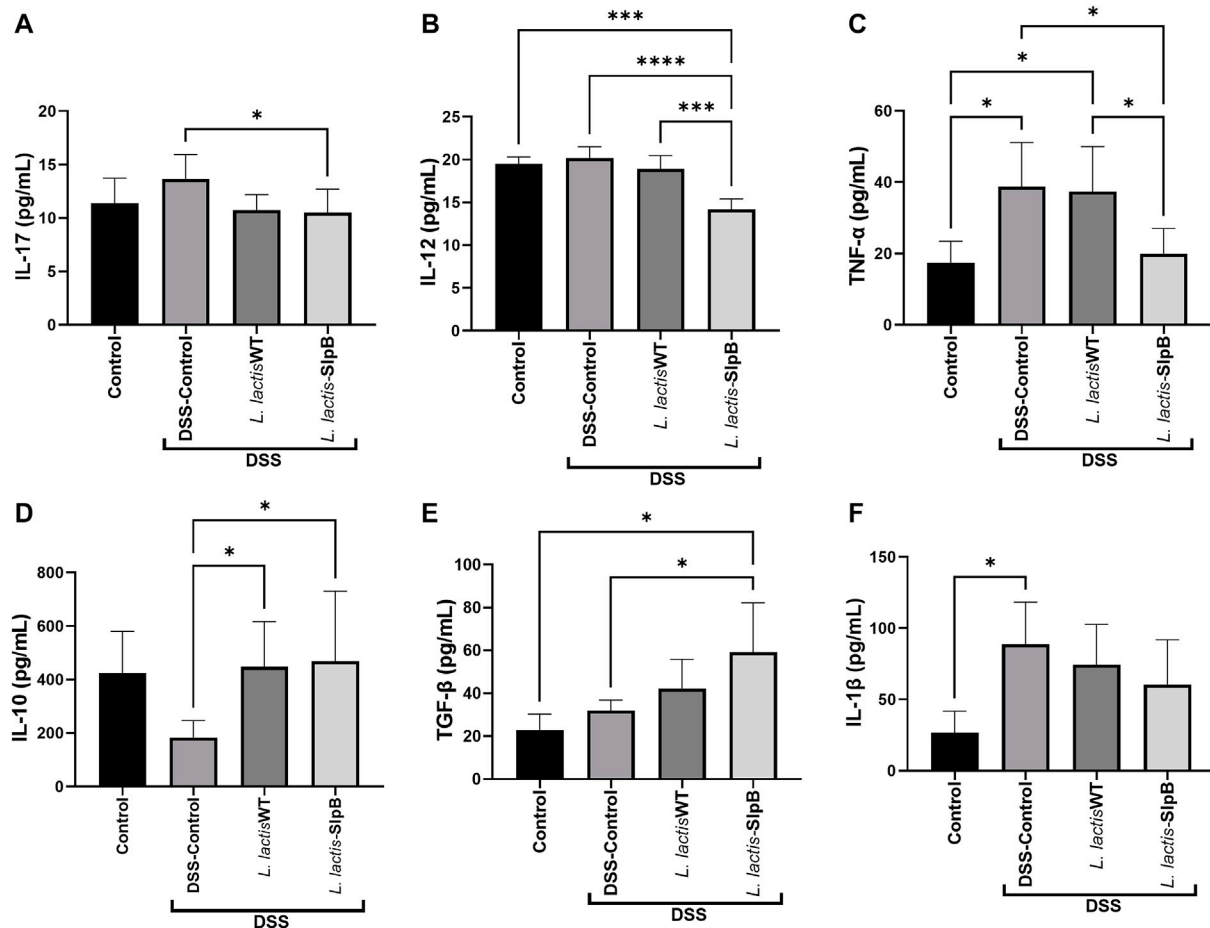 A
IL-17 (pg/mL)
20
15
10
5
0
*
Control
DSS-Control
L. lactisWT
L. lactis-SlpB
DSS
B
IL-12 (pg/mL)
25
20
15
10
5
0
***
****
***
Control
DSS-Control
L. lactisWT
L. lactis-SlpB
DSS
C
TNF-α (pg/mL)
60
40
20
0
*
*
*
*
Control
DSS-Control
L. lactisWT
L. lactis-SlpB
DSS
D
IL-10 (pg/mL)
800
600
400
200
0
*
*
Control
DSS-Control
L. lactisWT
L. lactis-SlpB
DSS
E
TGF-β (pg/mL)
100
80
60
40
20
0
*
*
Control
DSS-Control
L. lactisWT
L. lactis-SlpB
DSS
F
IL-1β (pg/mL)
150
100
50
0
*
Control
DSS-Control
L. lactisWT
L. lactis-SlpB
DSS